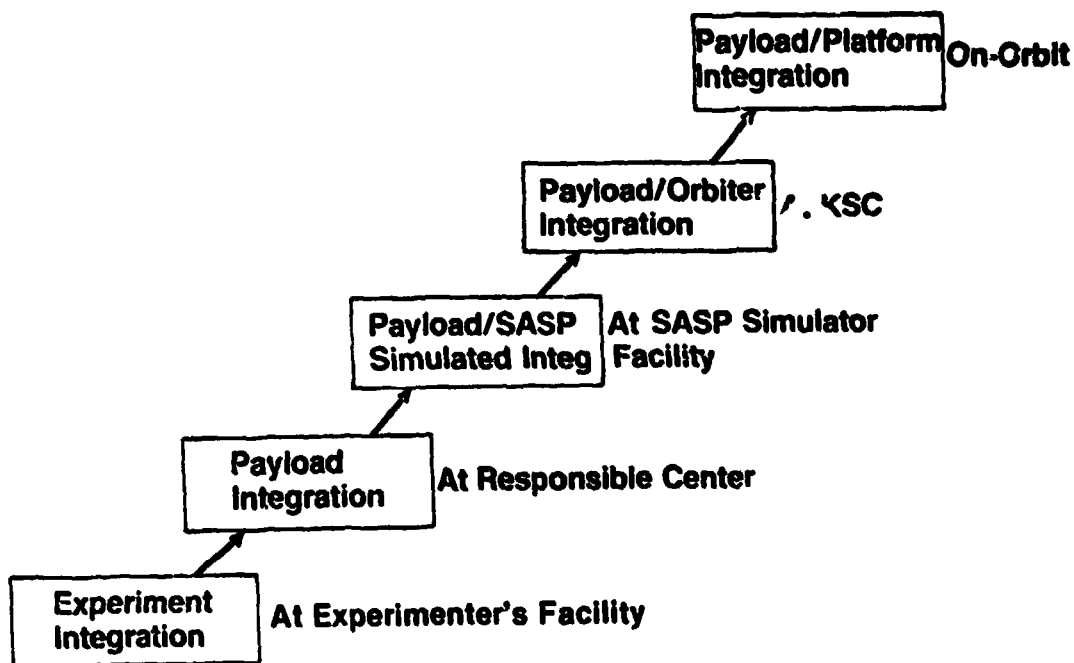 Payload/Platform
Integration
On-Orbit
Payload/Orbiter
Integration
KSC
Payload/SASP
Simulated Integ
At SASP Simulator
Facility
Payload
Integration
At Responsible Center
Experiment
Integration
At Experimenter's Facility